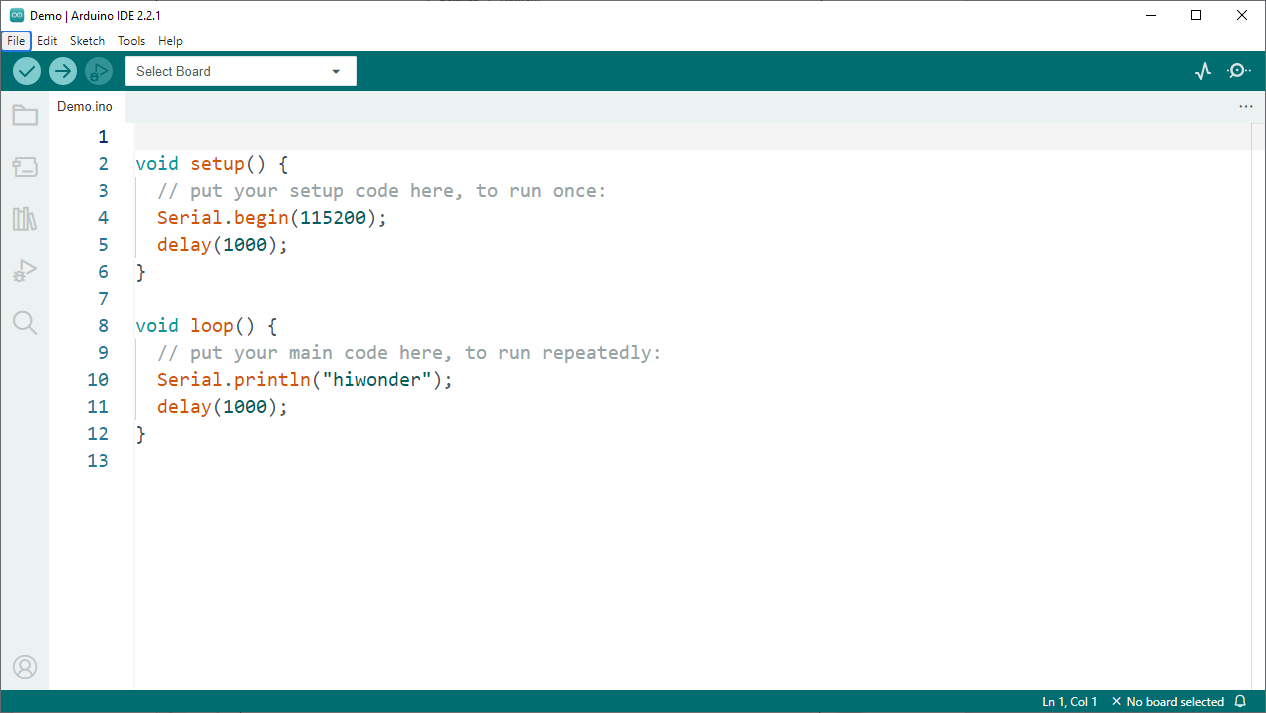 Demo | Arduino IDE 2.2.1
File Edit Sketch Tools Help
Select Board
Demo.ino
1
2 void setup() {
3 // put your setup code here, to run once:
4 Serial.begin(115200);
5 delay(1000);
6 }
7
8 void loop() {
9 // put your main code here, to run repeatedly:
10 Serial.println("hiwonder");
11 delay(1000);
12 }
13
Ln 1, Col 1 No board selected